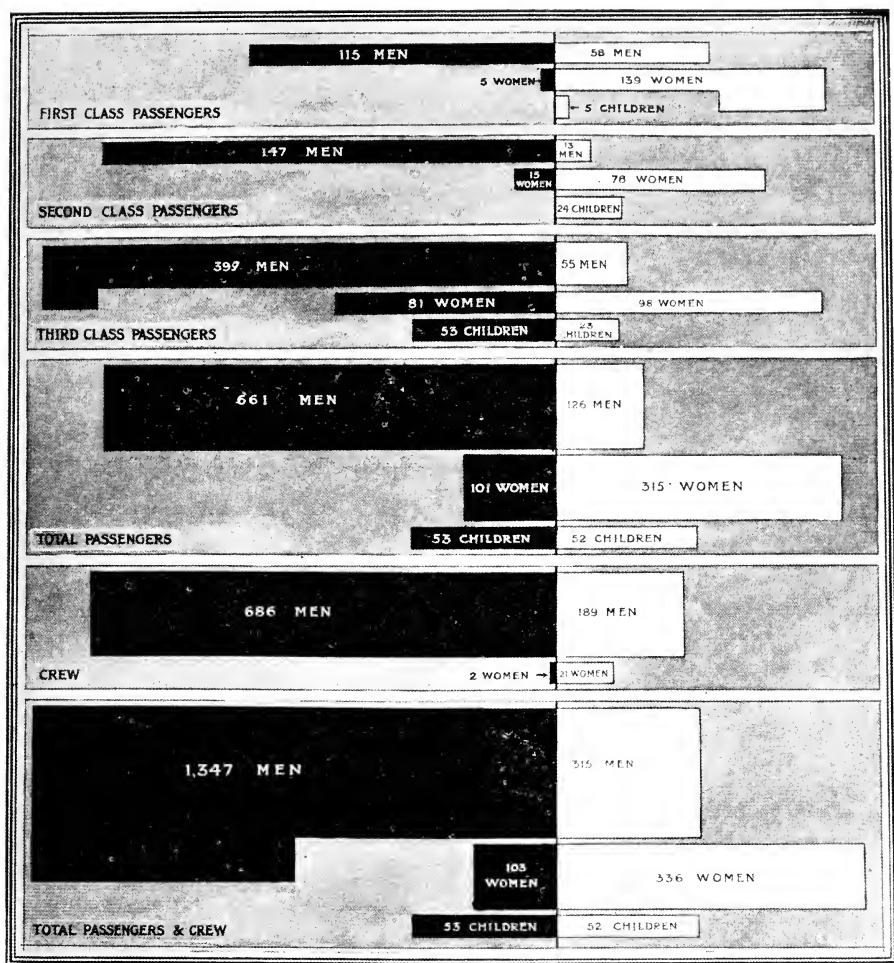 115 MEN
58 MEN
5 WOMEN→
139 WOMEN
← 5 CHILDREN
FIRST CLASS PASSENGERS
147 MEN
13
MEN
15
WOMEN
78 WOMEN
24 CHILDREN
SECOND CLASS PASSENGERS
399 MEN
55 MEN
81 WOMEN
98 WOMEN
53 CHILDREN
23
CHILDREN
THIRD CLASS PASSENGERS
661 MEN
126 MEN
101 WOMEN
315 WOMEN
53 CHILDREN
52 CHILDREN
TOTAL PASSENGERS
686 MEN
189 MEN
2 WOMEN →
21 WOMEN
CREW
1,347 MEN
315 MEN
103
WOMEN
336 WOMEN
53 CHILDREN
52 CHILDREN
TOTAL PASSENGERS & CREW